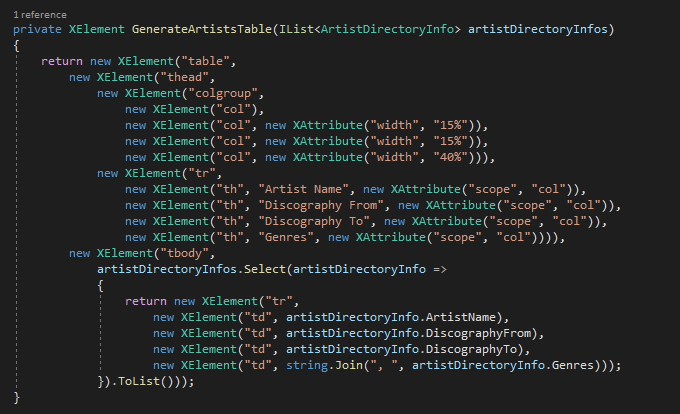 1 reference
private XElement GenerateArtistsTable(IList<ArtistDirectoryInfo> artistDirectoryInfos)
{
    return new XElement("table",
        new XElement("thead",
            new XElement("colgroup",
                new XElement("col"),
                new XElement("col", new XAttribute("width", "15%")),
                new XElement("col", new XAttribute("width", "15%")),
                new XElement("col", new XAttribute("width", "40%"))),
            new XElement("tr",
                new XElement("th", "Artist Name", new XAttribute("scope", "col")),
                new XElement("th", "Discography From", new XAttribute("scope", "col")),
                new XElement("th", "Discography To", new XAttribute("scope", "col")),
                new XElement("th", "Genres", new XAttribute("scope", "col")))),
        new XElement("tbody",
            artistDirectoryInfos.Select(artistDirectoryInfo =>
            {
                return new XElement("tr",
                    new XElement("td", artistDirectoryInfo.ArtistName),
                    new XElement("td", artistDirectoryInfo.DiscographyFrom),
                    new XElement("td", artistDirectoryInfo.DiscographyTo),
                    new XElement("td", string.Join(", ", artistDirectoryInfo.Genres)));
            }).ToList()));
}